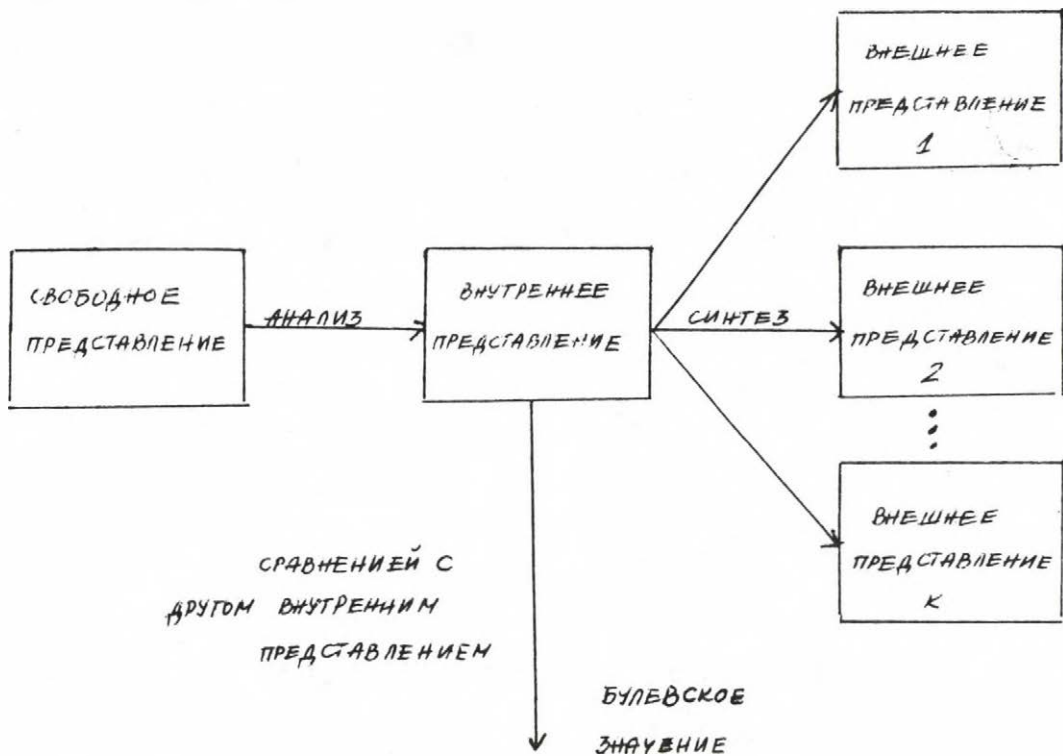 ВНЕШНЕЕ
ПРЕДСТАВЛЕНИЕ
1
СВОБОДНОЕ
ПРЕДСТАВЛЕНИЕ
АНАЛИЗ
ВНУТРЕННЕЕ
ПРЕДСТАВЛЕНИЕ
СИНТЕЗ
ВНЕШНЕЕ
ПРЕДСТАВЛЕНИЕ
2
ВНЕШНЕЕ
ПРЕДСТАВЛЕНИЕ
К
СРАВНЕНИЕЙ С
ДРУГОМ ВНУТРЕННИМ
ПРЕДСТАВЛЕНИЕМ
БУЛЕВСКОЕ
ЗНАЧЕНИЕ